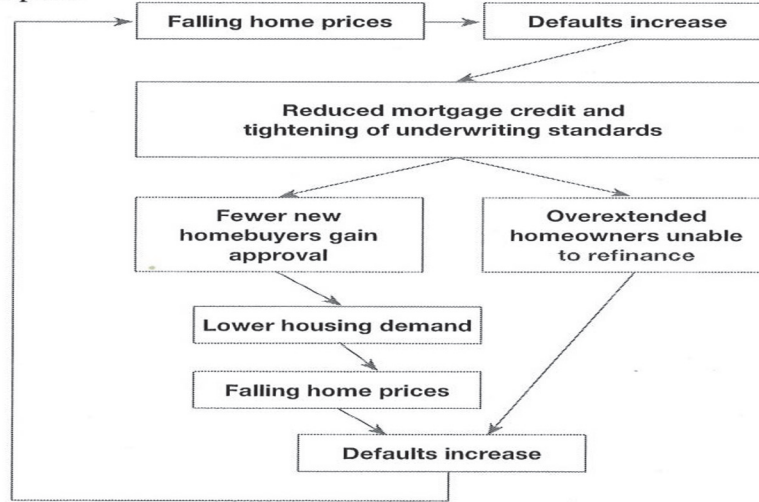 Falling home prices
Defaults increase
Reduced mortgage credit and
tightening of underwriting standards
Fewer new
homebuyers gain
approval
Overextended
homeowners unable
to refinance
Lower housing demand
Falling home prices
Defaults increase